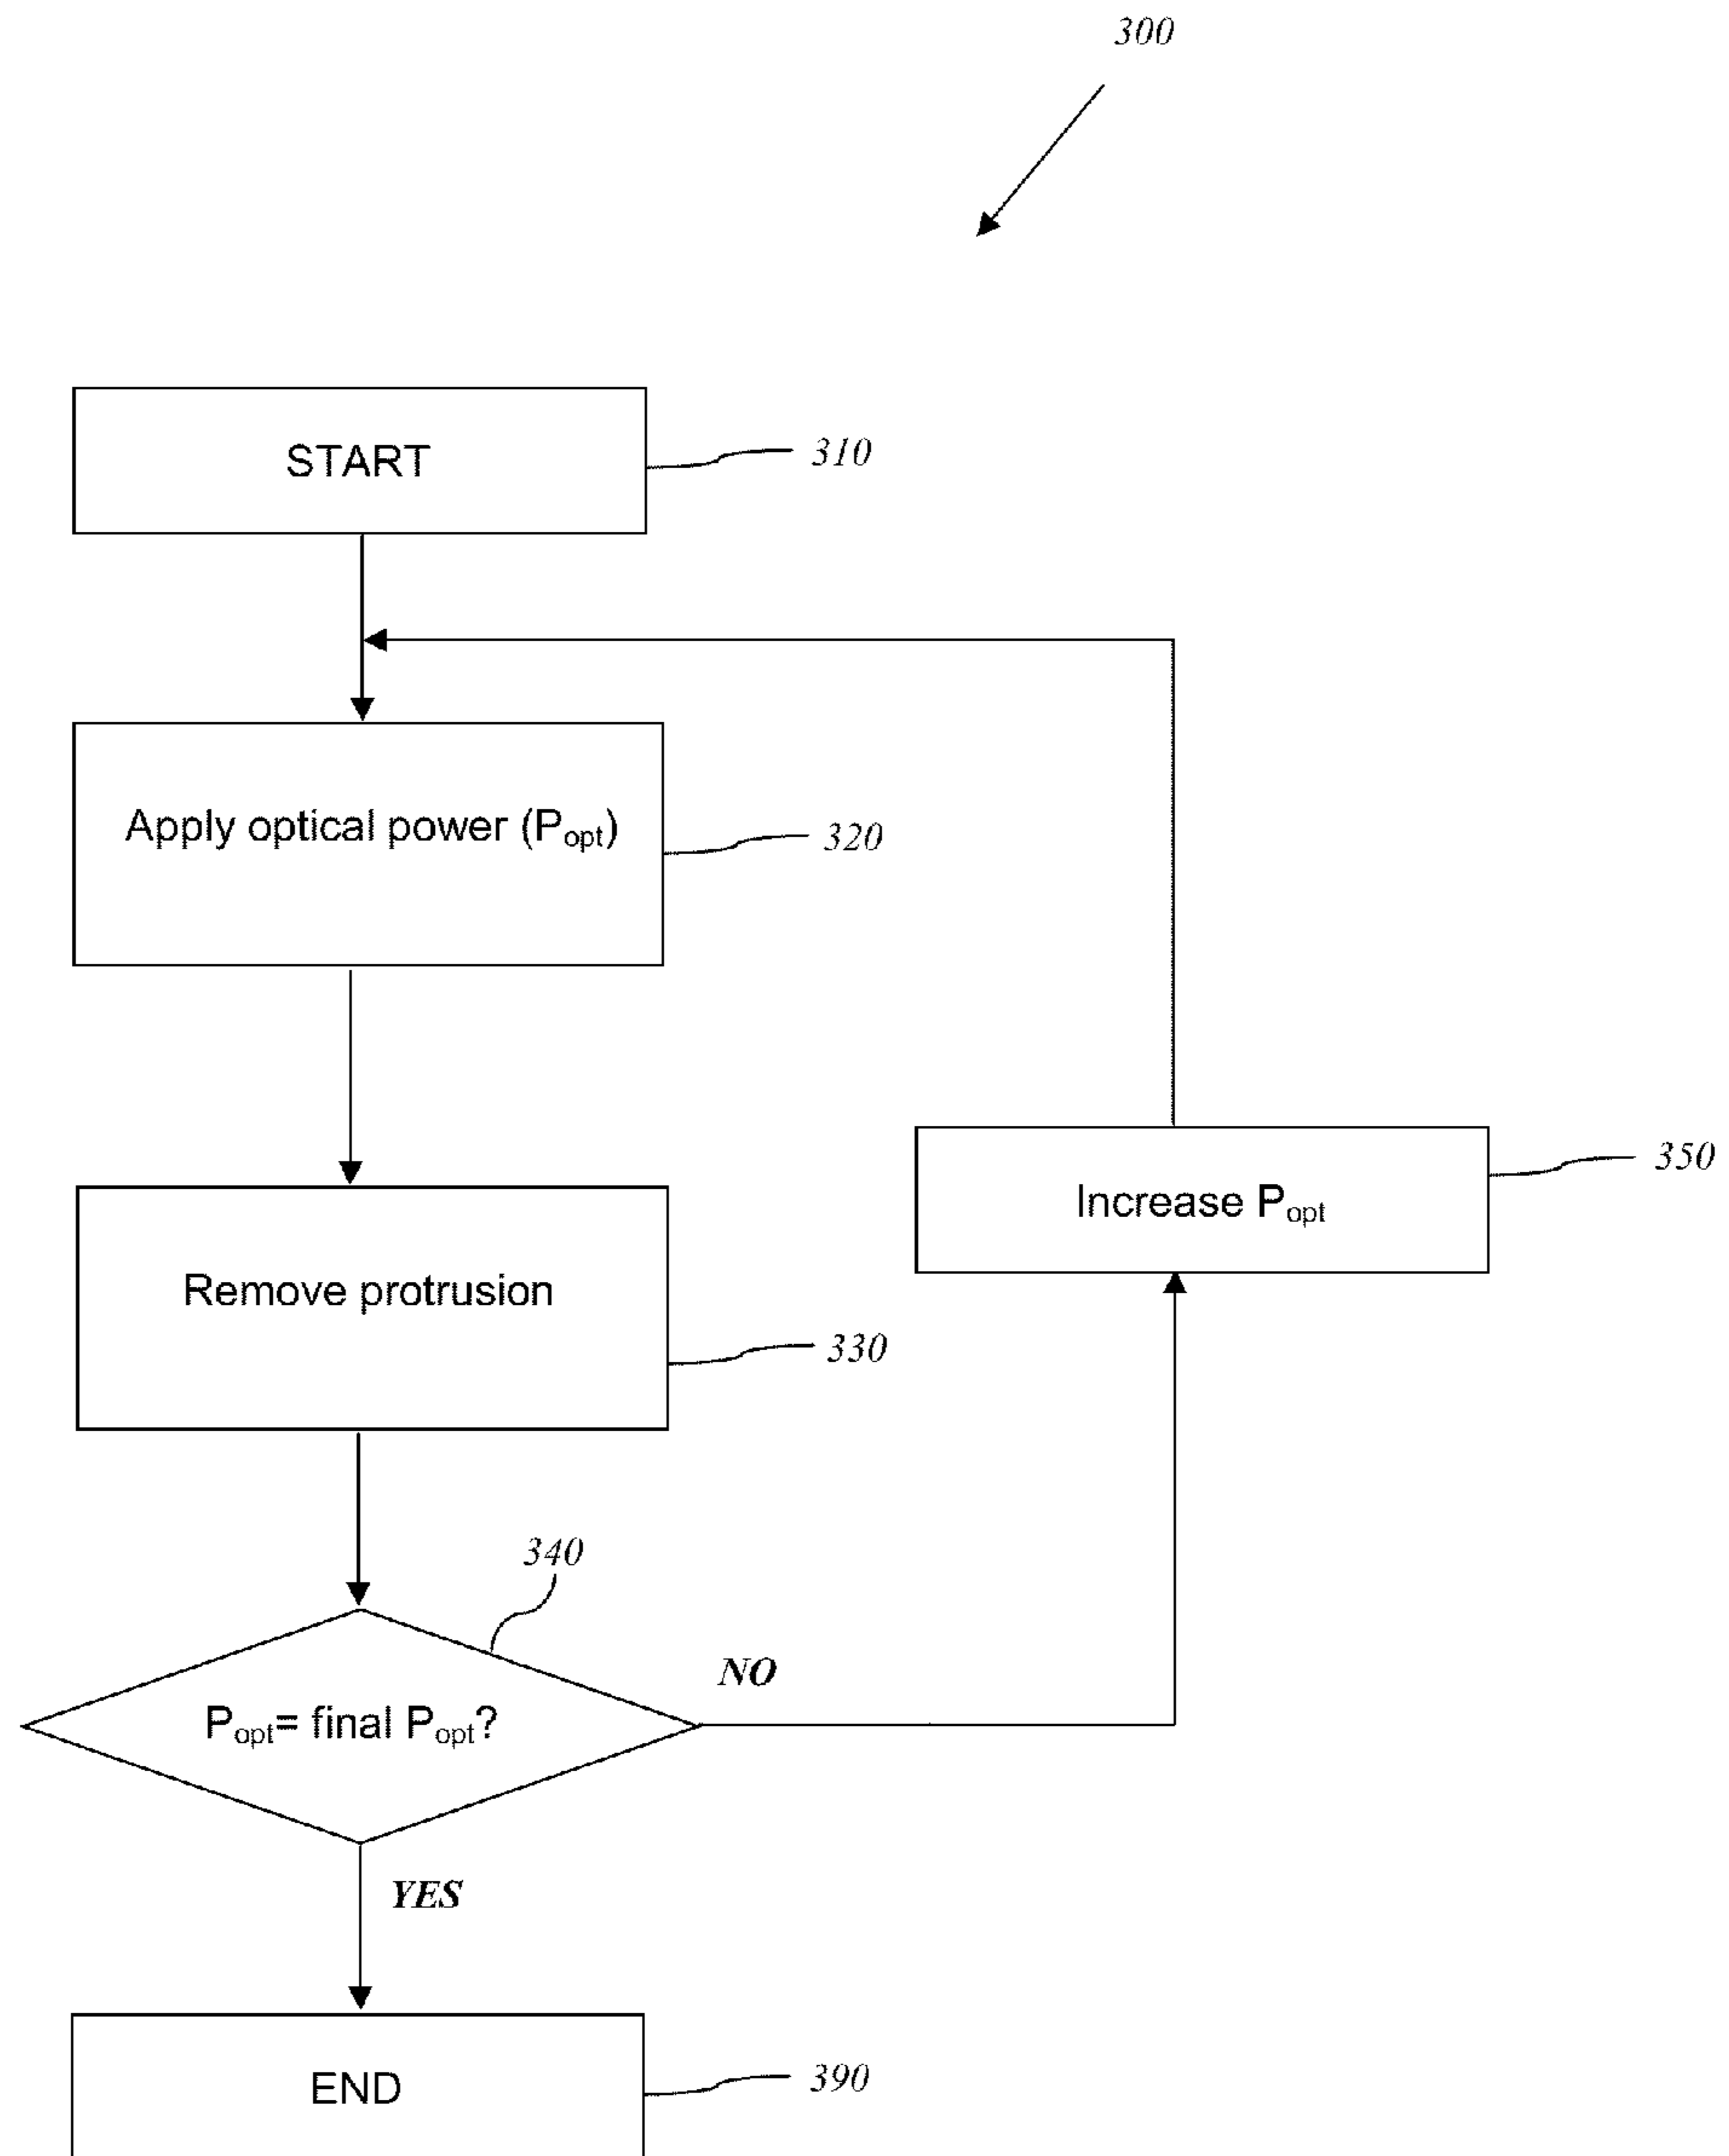 300
START
310
Apply optical power (Popt)
320
Remove protrusion
330
Increase Popt
350
340
Popt= final Popt?
NO
YES
END
390